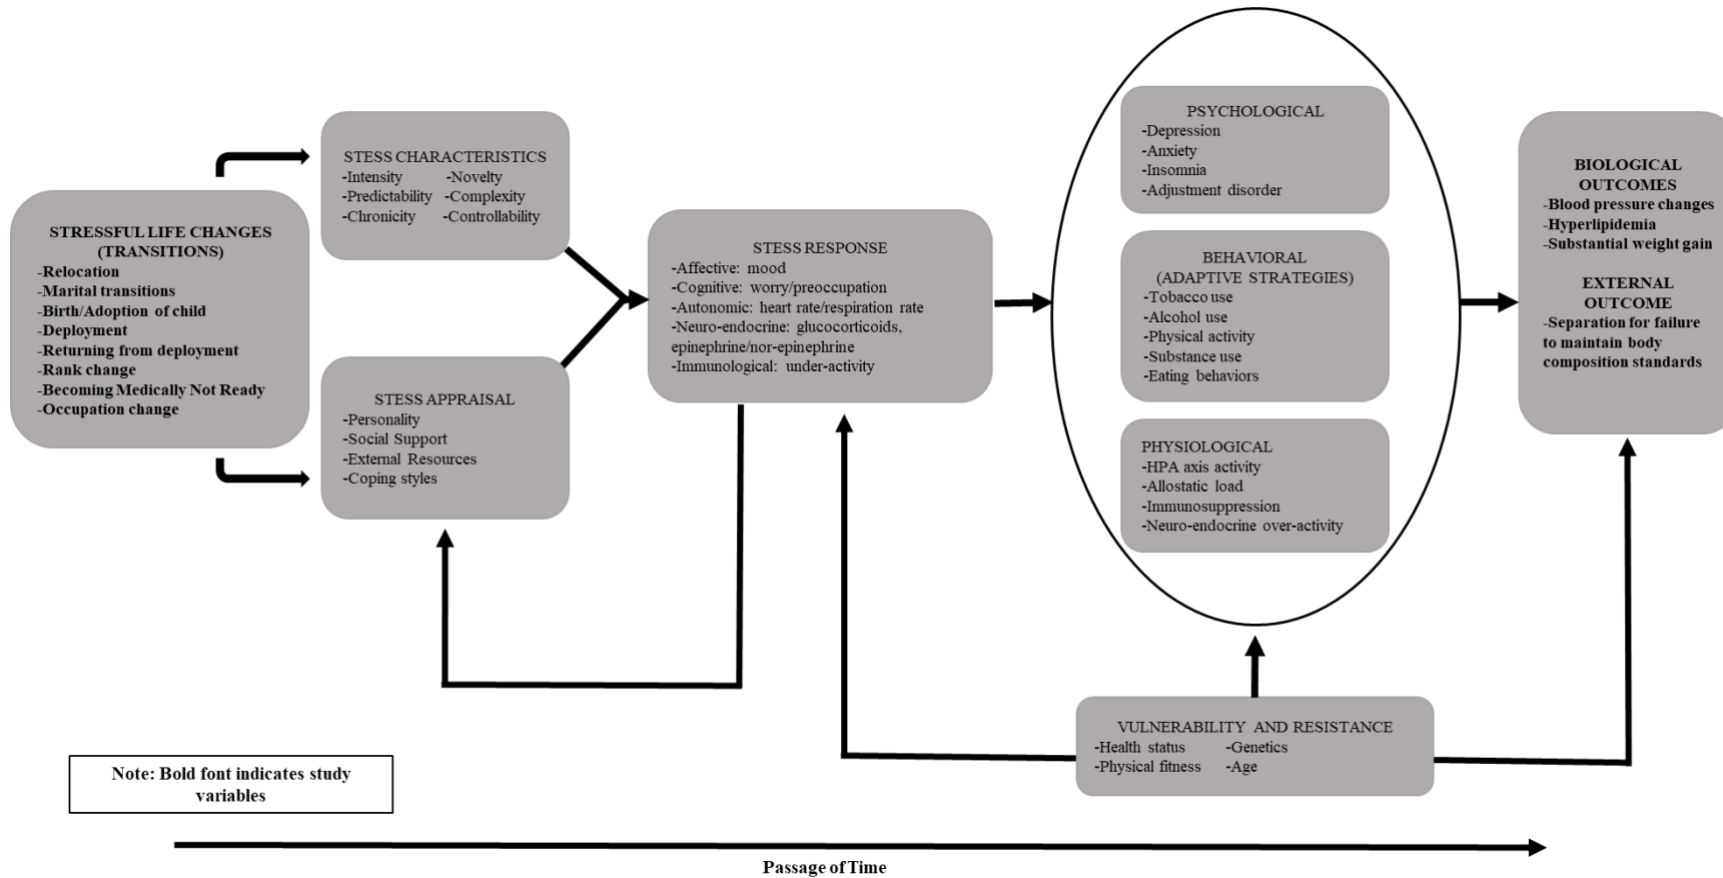 STRESSFUL LIFE CHANGES
(TRANSITIONS)
-Relocation
-Marital transitions
-Birth/Adoption of child
-Deployment
-Returning from deployment
-Rank change
-Becoming Medically Not Ready
-Occupation change
STESS CHARACTERISTICS
-Intensity -Novelty
-Predictability -Complexity
-Chronicity -Controllability
STESS APPRAISAL
-Personality
-Social Support
-External Resources
-Coping styles
STESS RESPONSE
-Affective: mood
-Cognitive: worry/preoccupation
-Autonomic: heart rate/respiration rate
-Neuro-endocrine: glucocorticoids,
epinephrine/nor-epinephrine
-Immunological: under-activity
PSYCHOLOGICAL
-Depression
-Anxiety
-Insomnia
-Adjustment disorder
BEHAVIORAL
(ADAPTIVE STRATEGIES)
-Tobacco use
-Alcohol use
-Physical activity
-Substance use
-Eating behaviors
PHYSIOLOGICAL
-HPA axis activity
-Allostatic load
-Immunosuppression
-Neuro-endocrine over-activity
BIOLOGICAL
OUTCOMES
-Blood pressure changes
-Hyperlipidemia
-Substantial weight gain
EXTERNAL
OUTCOME
-Separation for failure
to maintain body
composition standards
VULNERABILITY AND RESISTANCE
-Health status -Genetics
-Physical fitness -Age
Note: Bold font indicates study
variables
Passage of Time